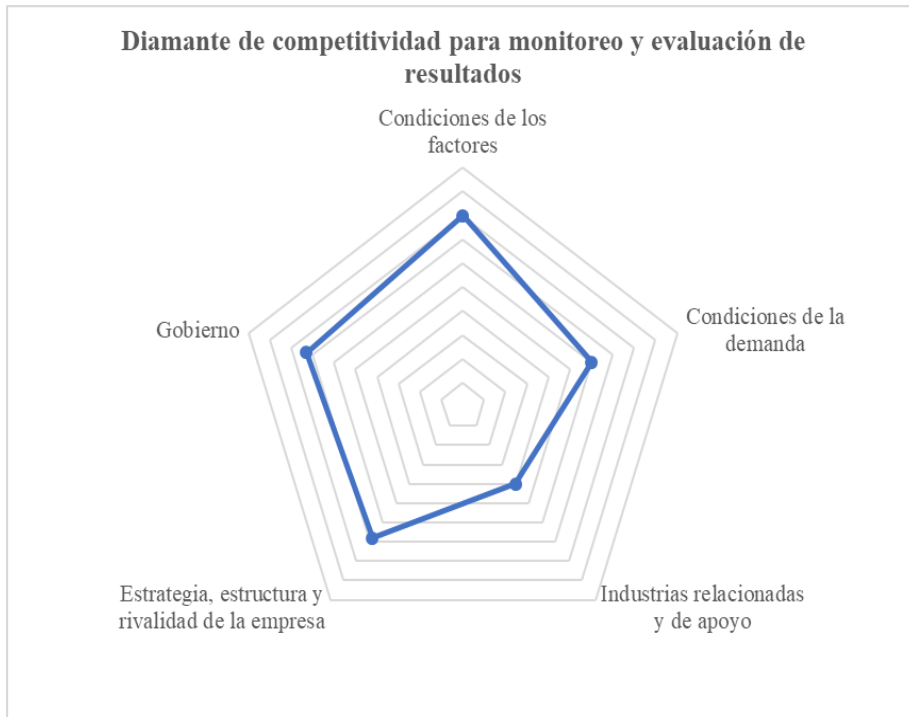 Diamante de competitividad para monitoreo y evaluación de
resultados
Condiciones de los
factores
Condiciones de la
demanda
Industrias relacionadas
y de apoyo
Estrategia, estructura y
rivalidad de la empresa
Gobierno